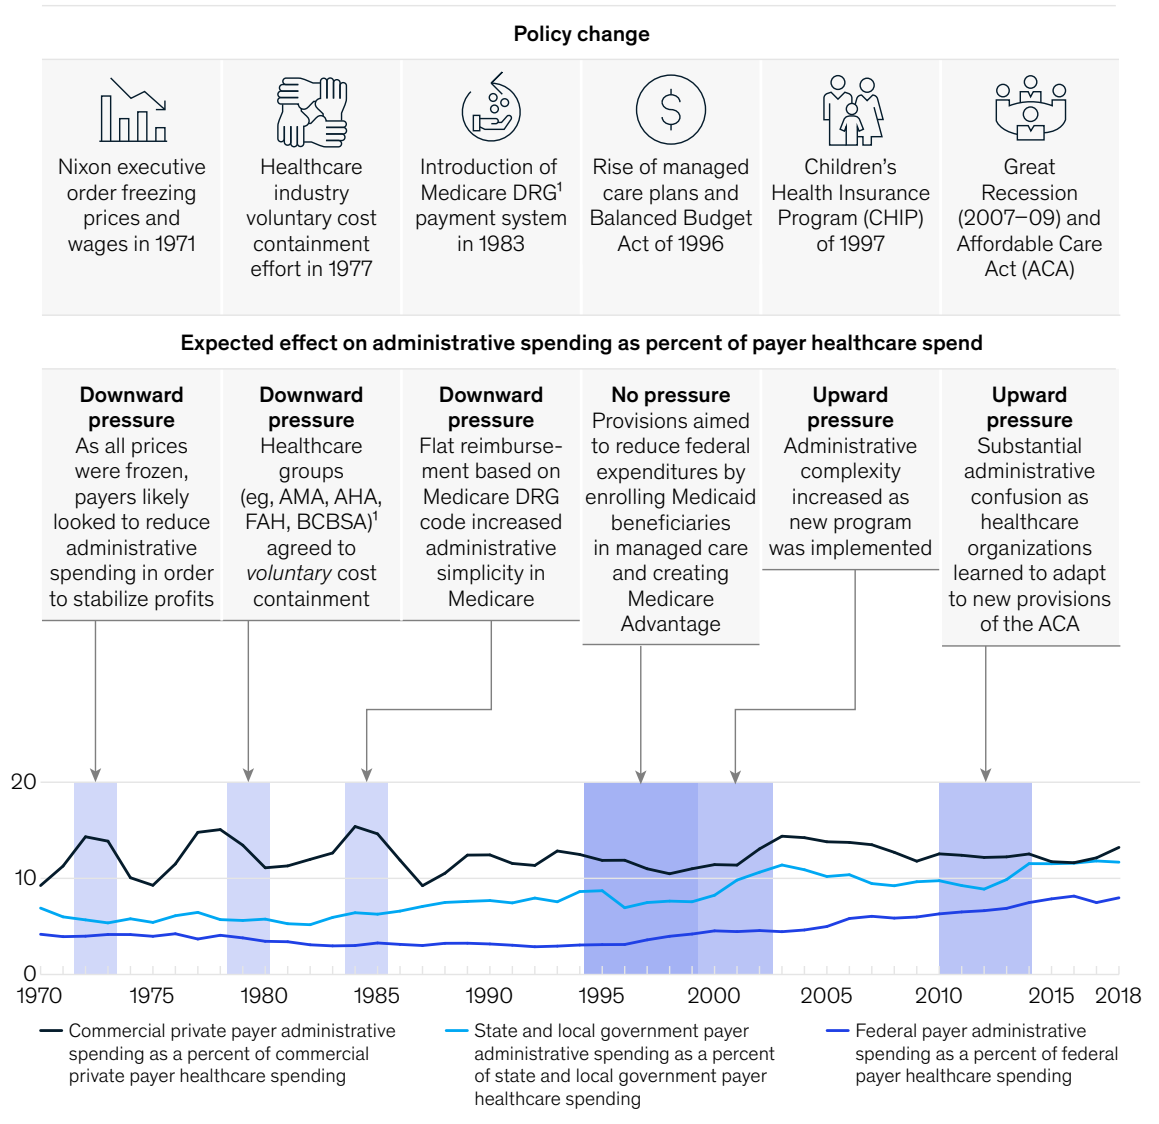 Policy change
Nixon executive
order freezing
prices and
wages in 1971
Healthcare
industry
voluntary cost
containment
effort in 1977
Introduction of
Medicare DRG¹
payment system
in 1983
Rise of managed
care plans and
Balanced Budget
Act of 1996
Children’s
Health Insurance
Program (CHIP)
of 1997
Great
Recession
(2007–09) and
Affordable Care
Act (ACA)
Expected effect on administrative spending as percent of payer healthcare spend
Downward
pressure
As all prices
were frozen,
payers likely
looked to reduce
administrative
spending in order
to stabilize profits
Downward
pressure
Healthcare
groups
(eg, AMA, AHA,
FAH, BCBSA)¹
agreed to
voluntary cost
containment
Downward
pressure
Flat reimburse-
ment based on
Medicare DRG
code increased
administrative
simplicity in
Medicare
No pressure
Provisions aimed
to reduce federal
expenditures by
enrolling Medicaid
beneficiaries
in managed care
and creating
Medicare
Advantage
Upward
pressure
Administrative
complexity
increased as
new program
was implemented
Upward
pressure
Substantial
administrative
confusion as
healthcare
organizations
learned to adapt
to new provisions
of the ACA
20
10
0
1970 1975 1980 1985 1990 1995 2000 2005 2010 2015 2018
Commercial private payer administrative
spending as a percent of commercial
private payer healthcare spending
State and local government payer
administrative spending as a percent
of state and local government payer
healthcare spending
Federal payer administrative
spending as a percent of federal
payer healthcare spending
$